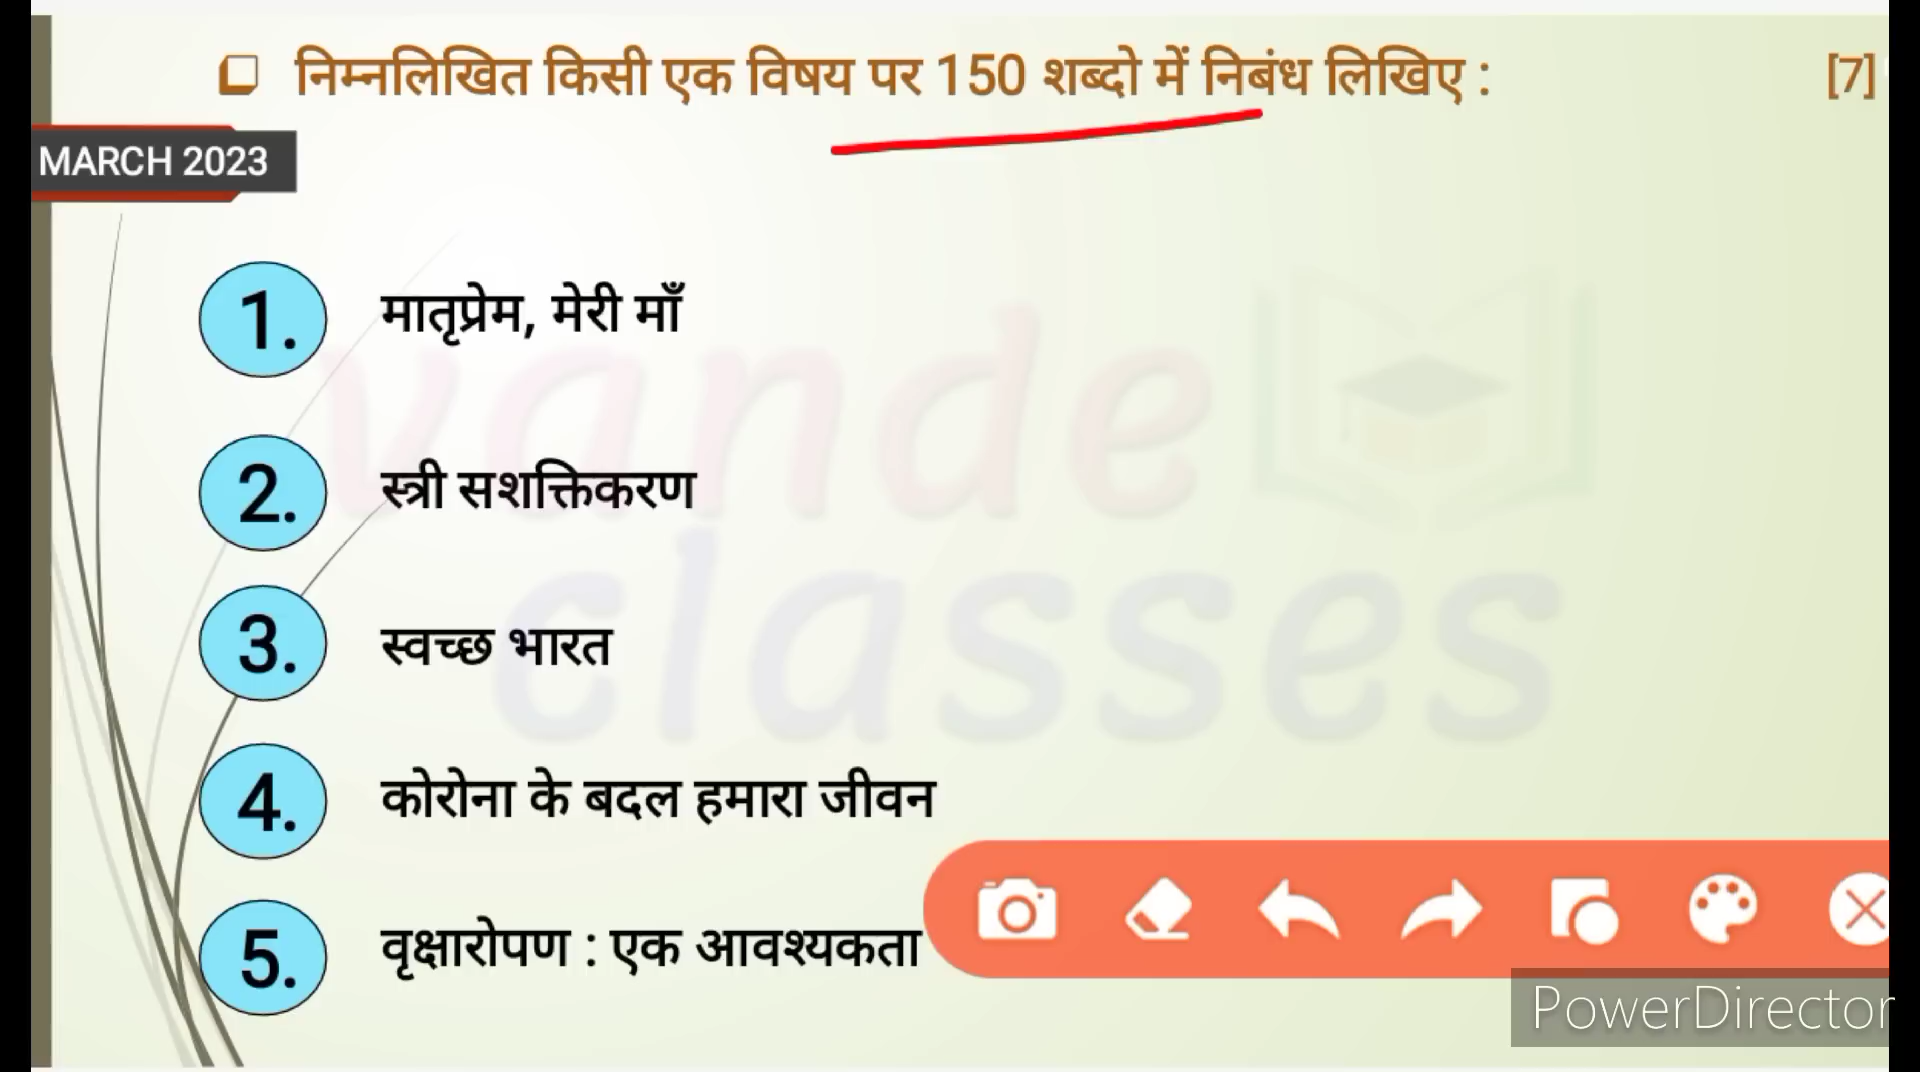 निम्नलिखित किसी एक विषय पर 150 शब्दो में निबंध लिखिए : [7]
MARCH 2023
1. मातृप्रेम, मेरी माँ
2. स्त्री सशक्तिकरण
3. स्वच्छ भारत
4. कोरोना के बदल हमारा जीवन
5. वृक्षारोपण : एक आवश्यकता
vande
classes
PowerDirector